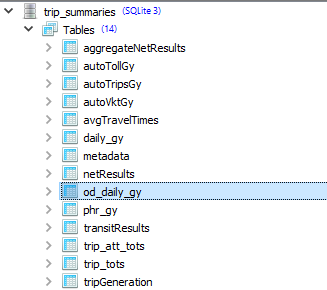 trip_summaries (SQLite 3)
Tables (14)
aggregateNetResults
autoTollGy
autoTripsGy
autoVktGy
avgTravelTimes
daily_gy
metadata
netResults
od_daily_gy
phr_gy
transitResults
trip_att_tots
trip_tots
tripGeneration